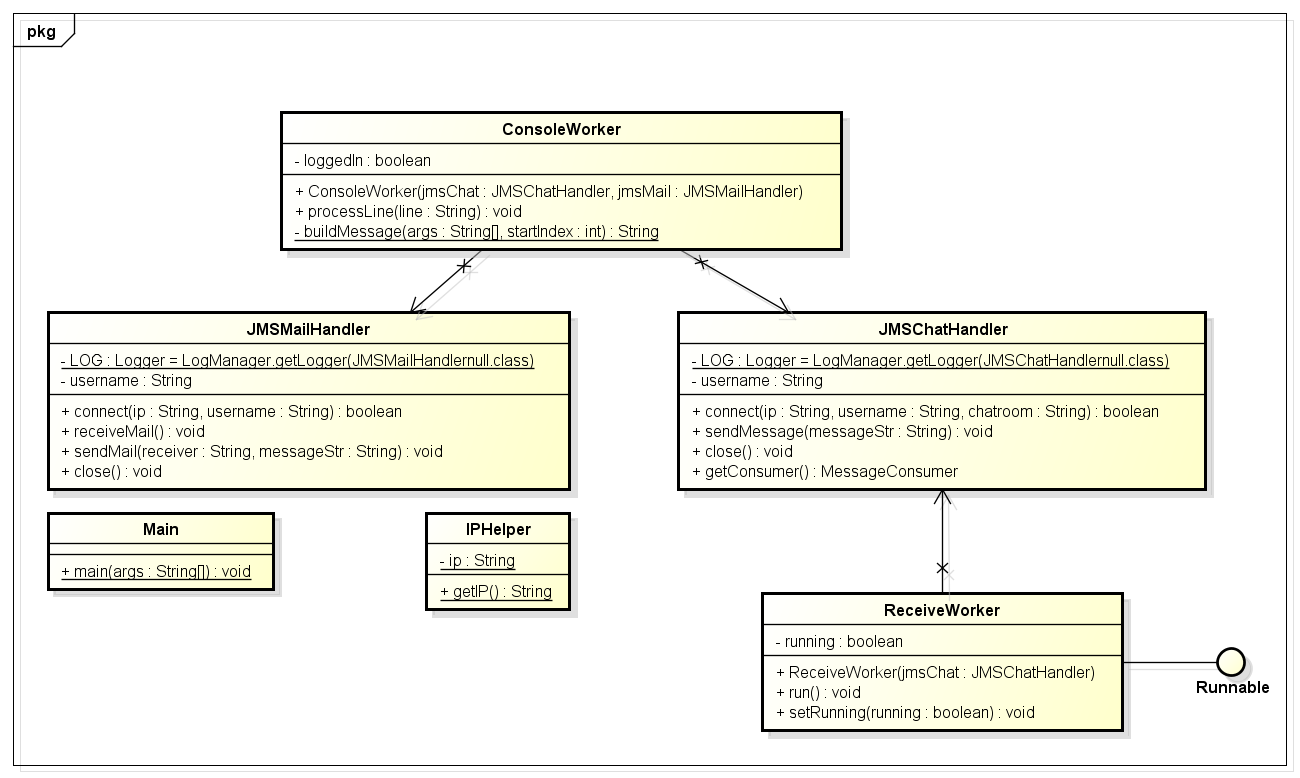 pkg
ConsoleWorker
- loggedIn : boolean
+ ConsoleWorker(jmsChat : JMSChatHandler, jmsMail : JMSMailHandler)
+ processLine(line : String) : void
- buildMessage(args : String[], startIndex : int) : String
JMSMailHandler
- LOG : Logger = LogManager.getLogger(JMSMailHandlernull.class)
- username : String
+ connect(ip : String, username : String) : boolean
+ receiveMail() : void
+ sendMail(receiver : String, messageStr : String) : void
+ close() : void
JMSChatHandler
- LOG : Logger = LogManager.getLogger(JMSChatHandlernull.class)
- username : String
+ connect(ip : String, username : String, chatroom : String) : boolean
+ sendMessage(messageStr : String) : void
+ close() : void
+ getConsumer() : MessageConsumer
Main
+ main(args : String[]) : void
IPHelper
- ip : String
+ getIP() : String
ReceiveWorker
- running : boolean
+ ReceiveWorker(jmsChat : JMSChatHandler)
+ run() : void
+ setRunning(running : boolean) : void
Runnable